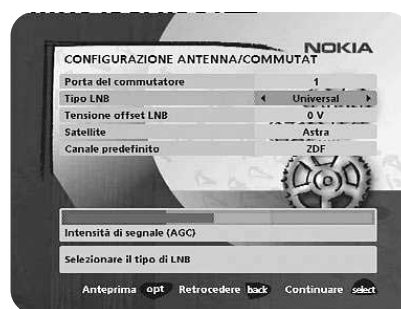 NOKIA
CONFIGURAZIONE ANTENNA/COMMUTAT
Porta del commutatore 1
Tipo LNB Universal
Tensione offset LNB 0 V
Satellite Astra
Canale predefinito ZDF
Intensità di segnale (AGC)
Selezionare il tipo di LNB
Anteprima opt Retrocedere back Continuare select